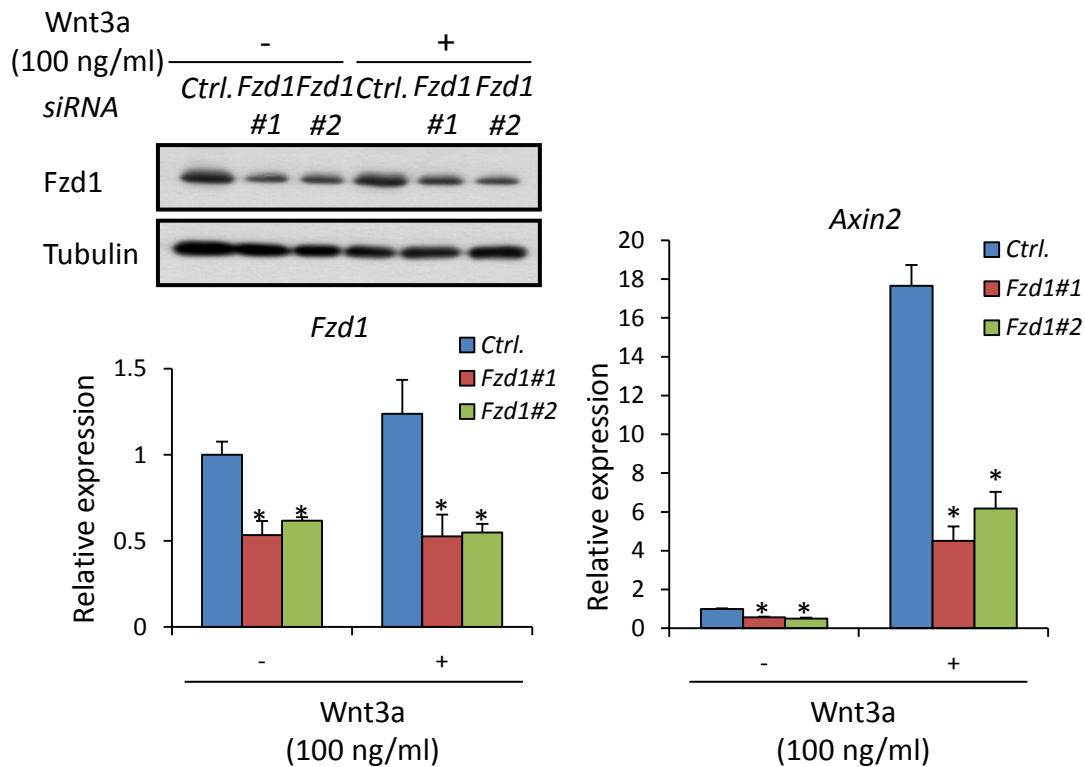 Wnt3a
(100 ng/ml)
- +
siRNA
Ctrl. Fzd1 Fzd1 Ctrl. Fzd1 Fzd1
#1 #2 #1 #2
Fzd1
Tubulin
Fzd1
Ctrl.
Fzd1#1
Fzd1#2
Relative expression
1.5
1
0.5
0
* * * *
- +
Wnt3a
(100 ng/ml)
Axin2
Ctrl.
Fzd1#1
Fzd1#2
Relative expression
20
18
16
14
12
10
8
6
4
2
0
* * * *
- +
Wnt3a
(100 ng/ml)